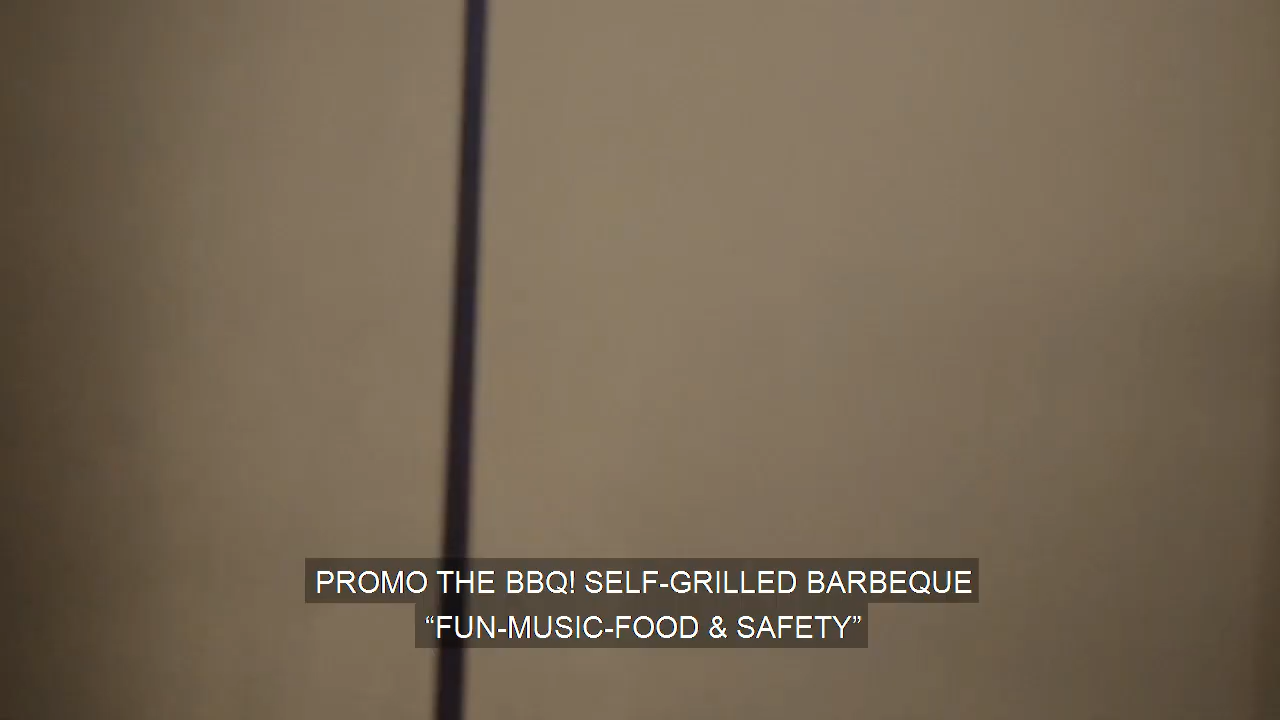 PROMO THE BBQ! SELF-GRILLED BARBEQUE
“FUN-MUSIC-FOOD & SAFETY”